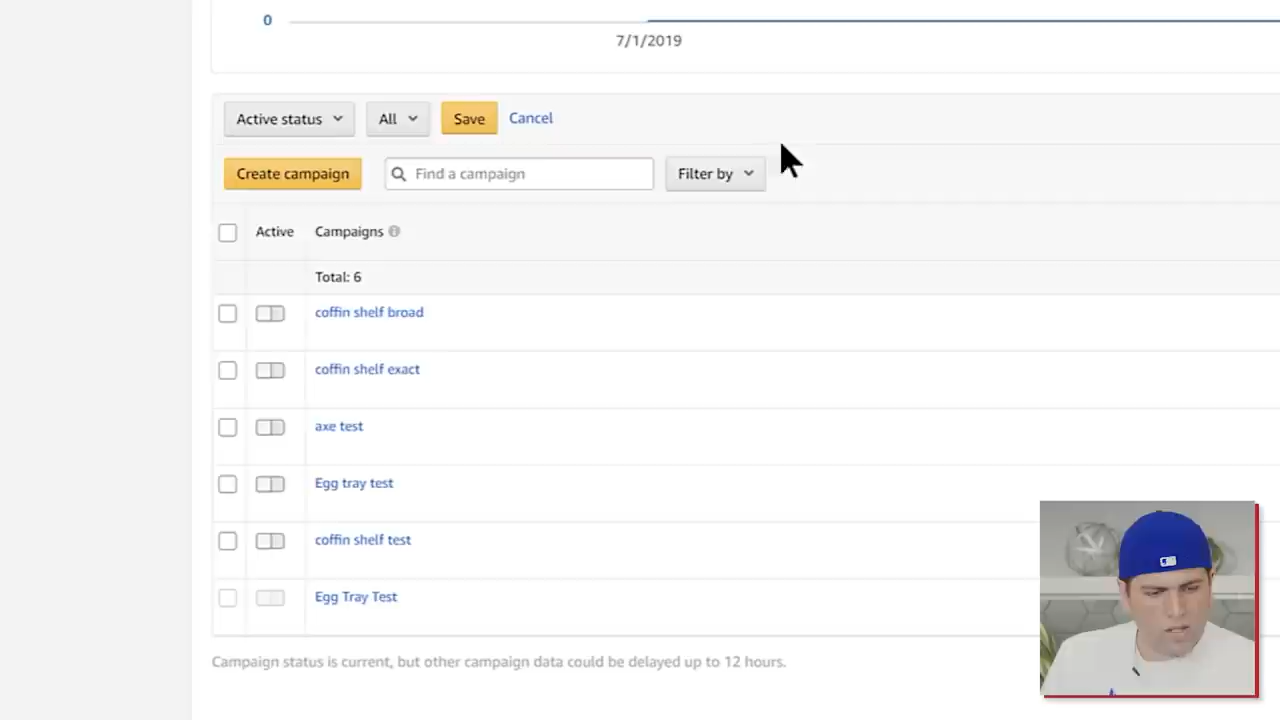 0
7/1/2019
Active status All Save Cancel
Create campaign Find a campaign Filter by
Active Campaigns
Total: 6
coffin shelf broad
coffin shelf exact
axe test
Egg tray test
coffin shelf test
Egg Tray Test
Campaign status is current, but other campaign data could be delayed up to 12 hours.